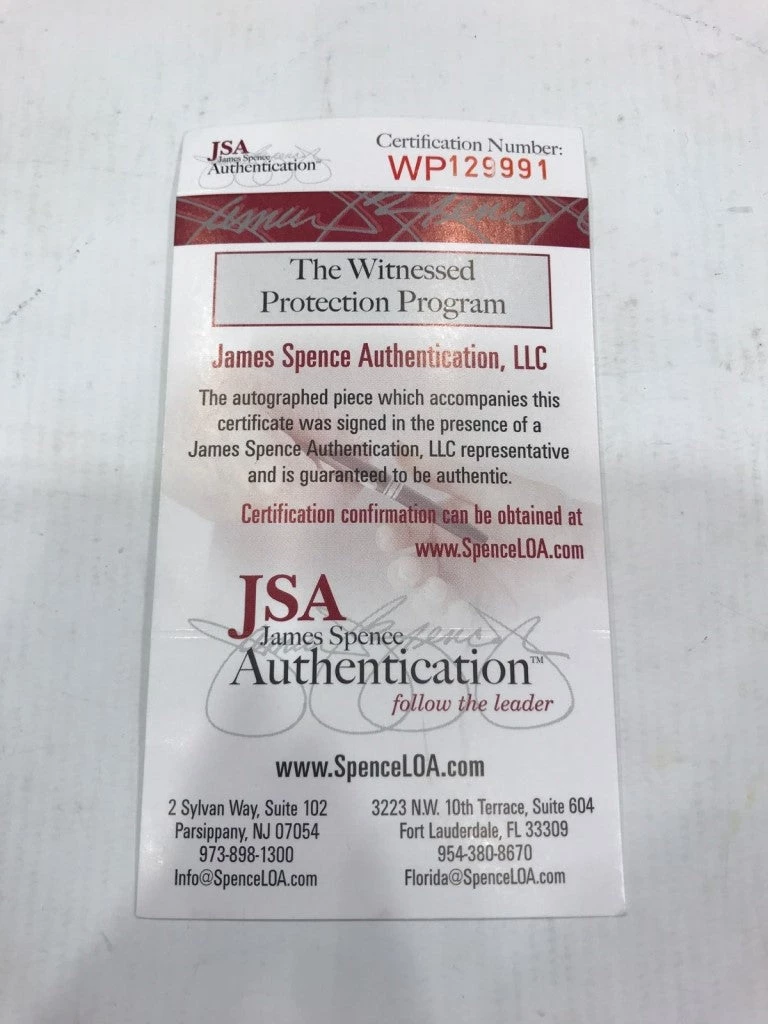 JSA
James Spence
Authentication™
Certification Number:
WP129991
The Witnessed
Protection Program
James Spence Authentication, LLC
The autographed piece which accompanies this
certificate was signed in the presence of a
James Spence Authentication, LLC representative
and is guaranteed to be authentic.
Certification confirmation can be obtained at
www.SpenceLOA.com
JSA
James Spence
Authentication™
follow the leader
www.SpenceLOA.com
2 Sylvan Way, Suite 102
Parsippany, NJ 07054
973-898-1300
Info@SpenceLOA.com
3223 N.W. 10th Terrace, Suite 604
Fort Lauderdale, FL 33309
954-380-8670
Florida@SpenceLOA.com